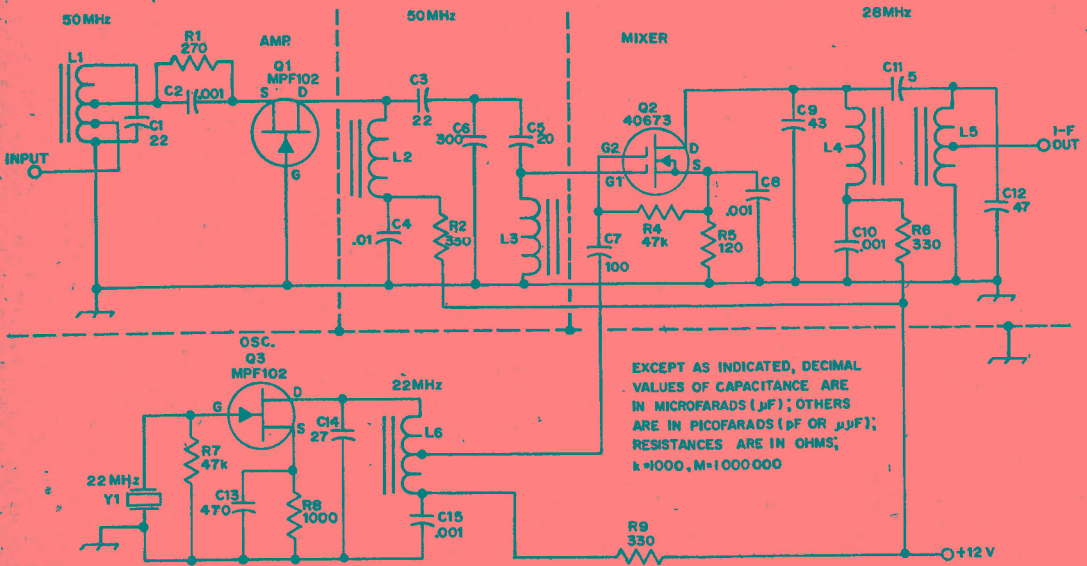 50MHz
50MHz
28MHz
AMP.
MIXER
L1
R1
270
Q1
MPF102
C2 .001
S D
G
C1
22
INPUT
C3
22
L2
C6
300
C5
20
C4
.01
R2
330
L3
Q2
40673
G2
G1
D
S
R4
47k
C7
100
R5
120
C8
.001
C9
43
L4
C11
5
L5
I-F
OUT
C10
.001
R6
330
C12
47
OSC.
Q3
MPF102
G
D
S
22MHz
C14
27
L6
R7
47k
22MHz
Y1
C13
470
R8
1000
C15
.001
R9
330
+12 V
EXCEPT AS INDICATED, DECIMAL
VALUES OF CAPACITANCE ARE
IN MICROFARADS (µF); OTHERS
ARE IN PICOFARADS (pF OR µµF);
RESISTANCES ARE IN OHMS;
k=1000, M=1000000